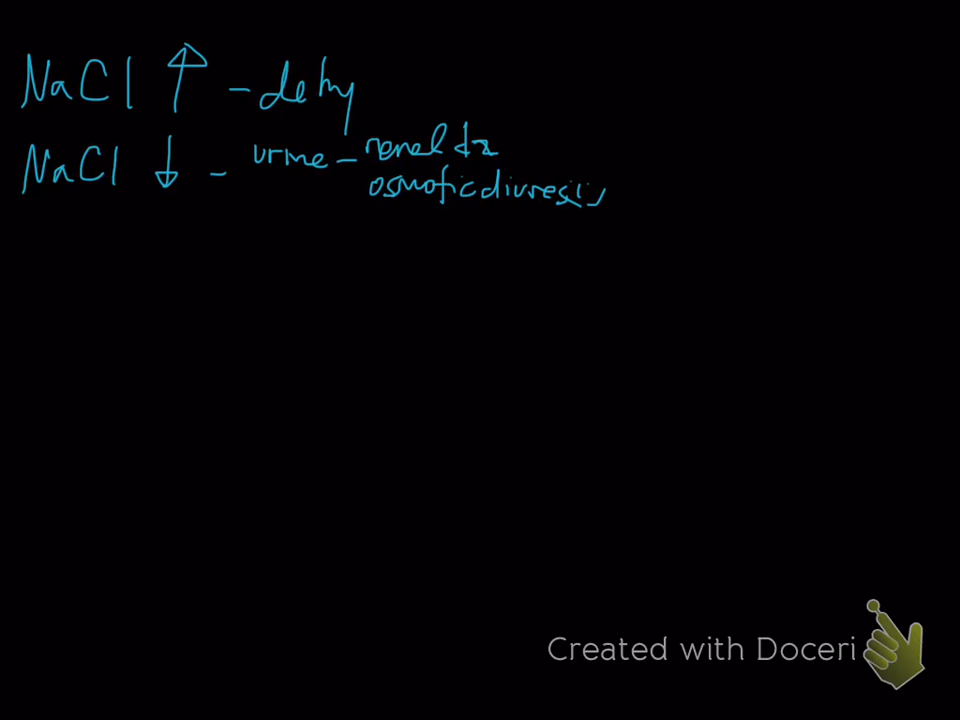 NaCl ↑ - dehy
NaCl ↓ - urine - renal dz
osmotic diuresis
Created with Doceri